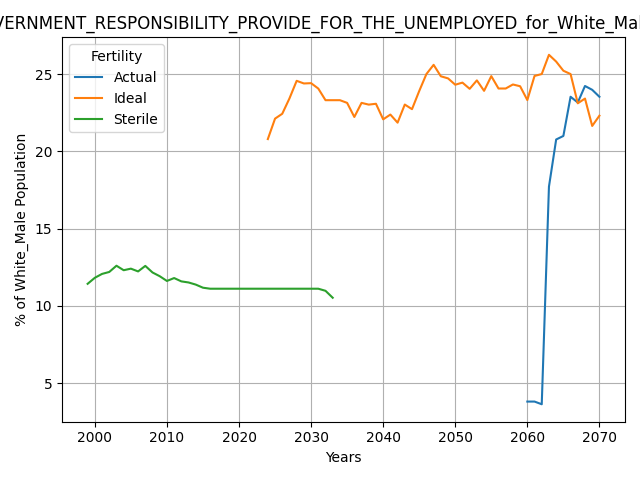 VERNMENT_RESPONSIBILITY_PROVIDE_FOR_THE_UNEMPLOYED_for_White_Mal
Fertility
Actual
Ideal
Sterile
25
20
15
10
5
% of White_Male Population
2000 2010 2020 2030 2040 2050 2060 2070
Years